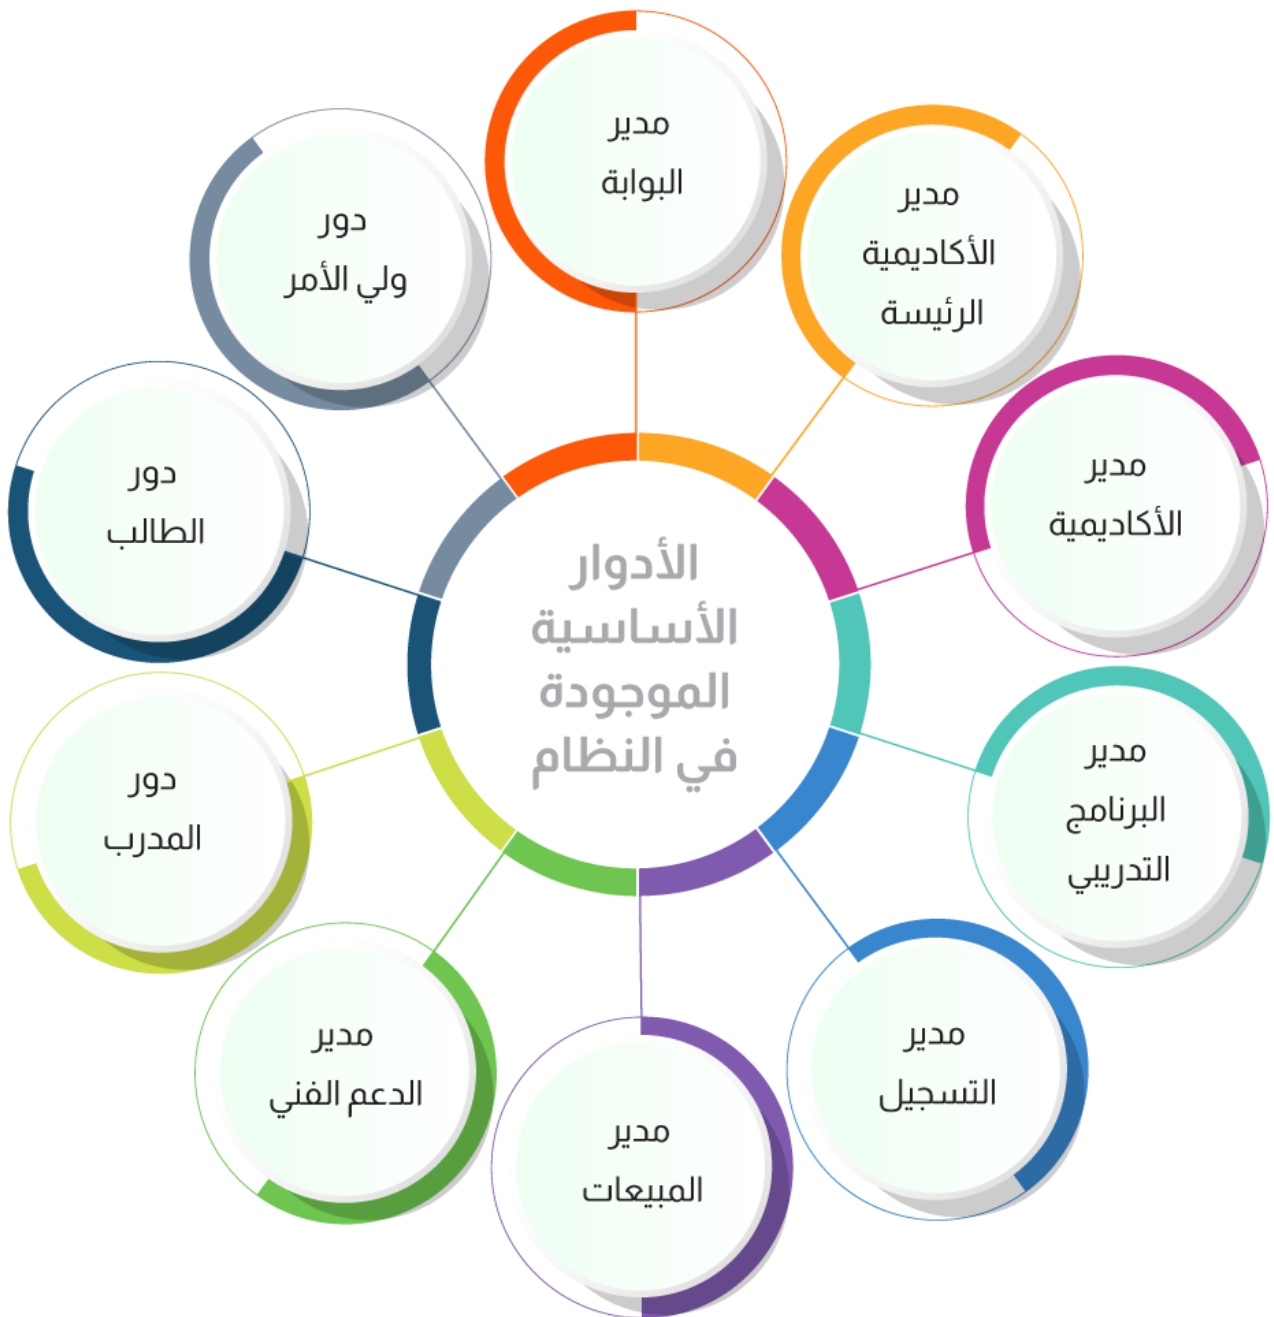 الأدوار
الأساسية
الموجودة
في النظام
مدير
البوابة
مدير
الأكاديمية
الرئيسة
مدير
الأكاديمية
مدير
البرنامج
التدريبي
مدير
التسجيل
مدير
المبيعات
مدير
الدعم الفني
دور
المدرب
دور
الطالب
دور
ولي الأمر